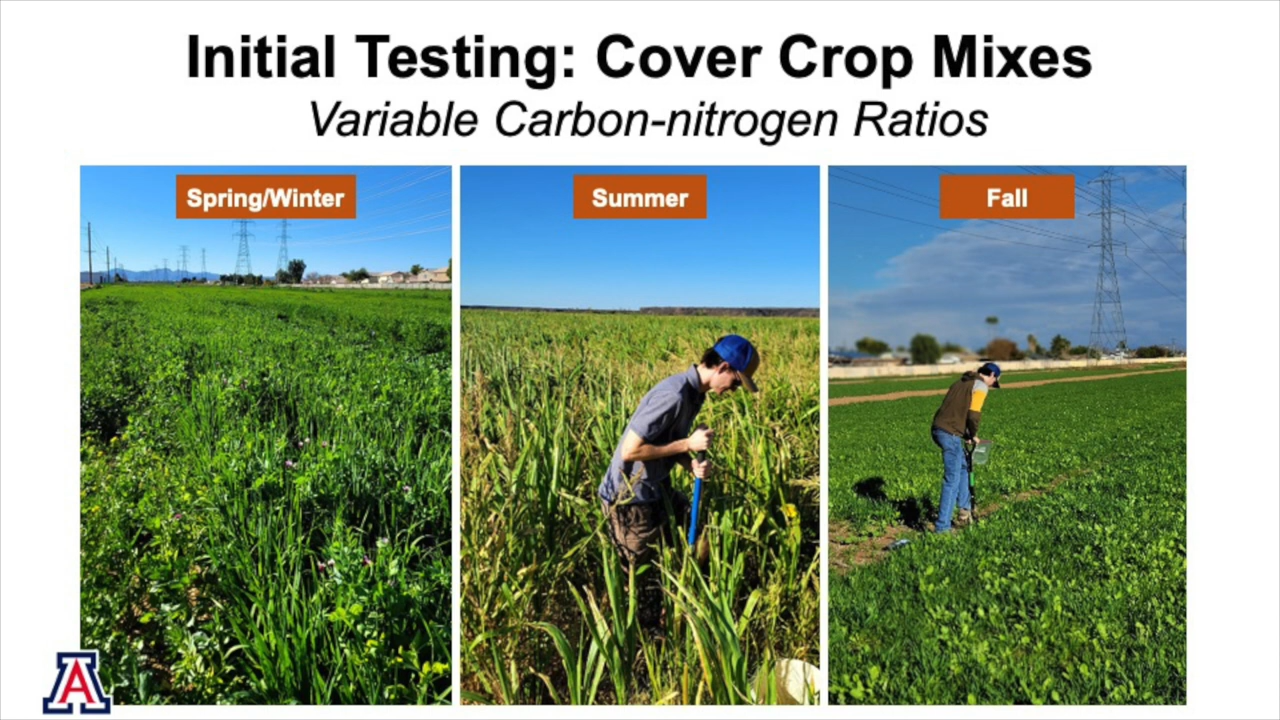 Initial Testing: Cover Crop Mixes
Variable Carbon-nitrogen Ratios
Spring/Winter
Summer
Fall
A